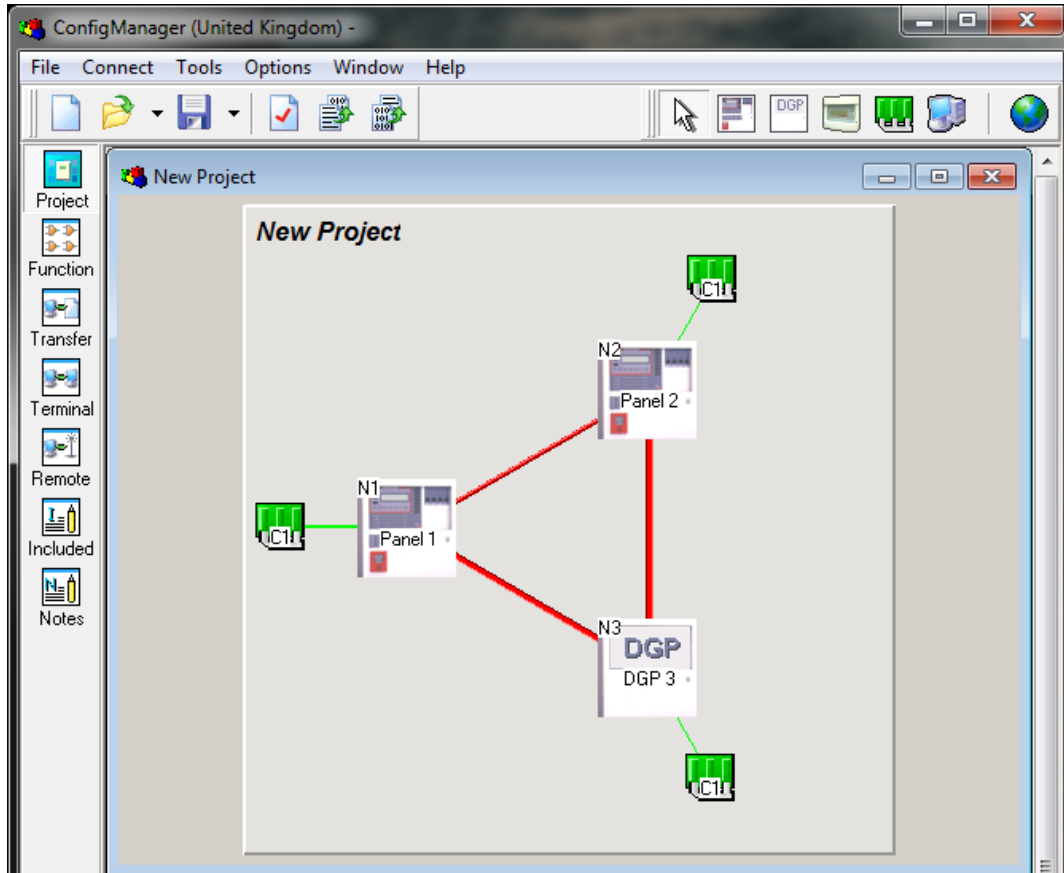 ConfigManager (United Kingdom) -
File Connect Tools Options Window Help
DGP
Project
Function
Transfer
Terminal
Remote
Included
Notes
New Project
New Project
C1
N2
Panel 2
N1
Panel 1
C1
N3
DGP
DGP 3
C1